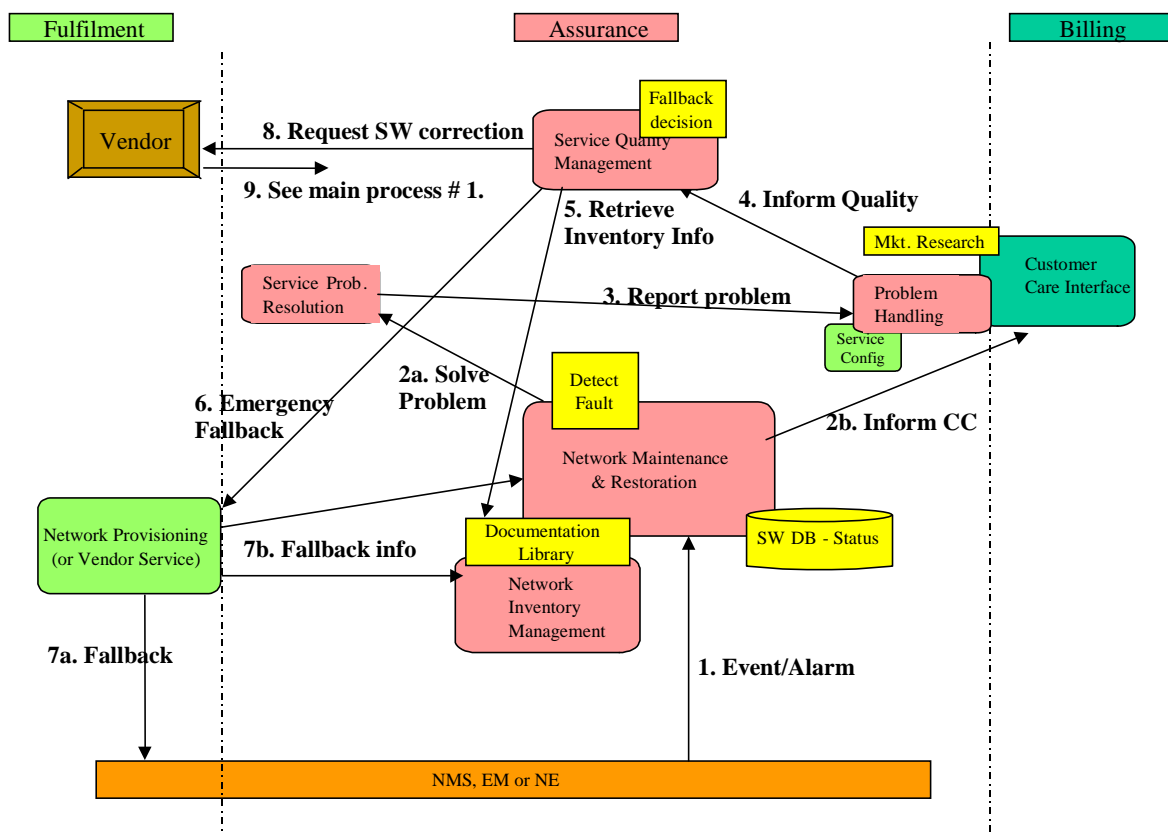 Fulfilment
Assurance
Billing
Vendor
8. Request SW correction
Fallback
decision
Service Quality
Management
9. See main process # 1.
5. Retrieve
Inventory Info
4. Inform Quality
Mkt. Research
Customer
Care Interface
Service Prob.
Resolution
3. Report problem
Problem
Handling
Service
Config
2a. Solve
Problem
Detect
Fault
6. Emergency
Fallback
2b. Inform CC
Network Maintenance
& Restoration
Network Provisioning
(or Vendor Service)
7b. Fallback info
Documentation
Library
SW DB - Status
Network
Inventory
Management
7a. Fallback
1. Event/Alarm
NMS, EM or NE